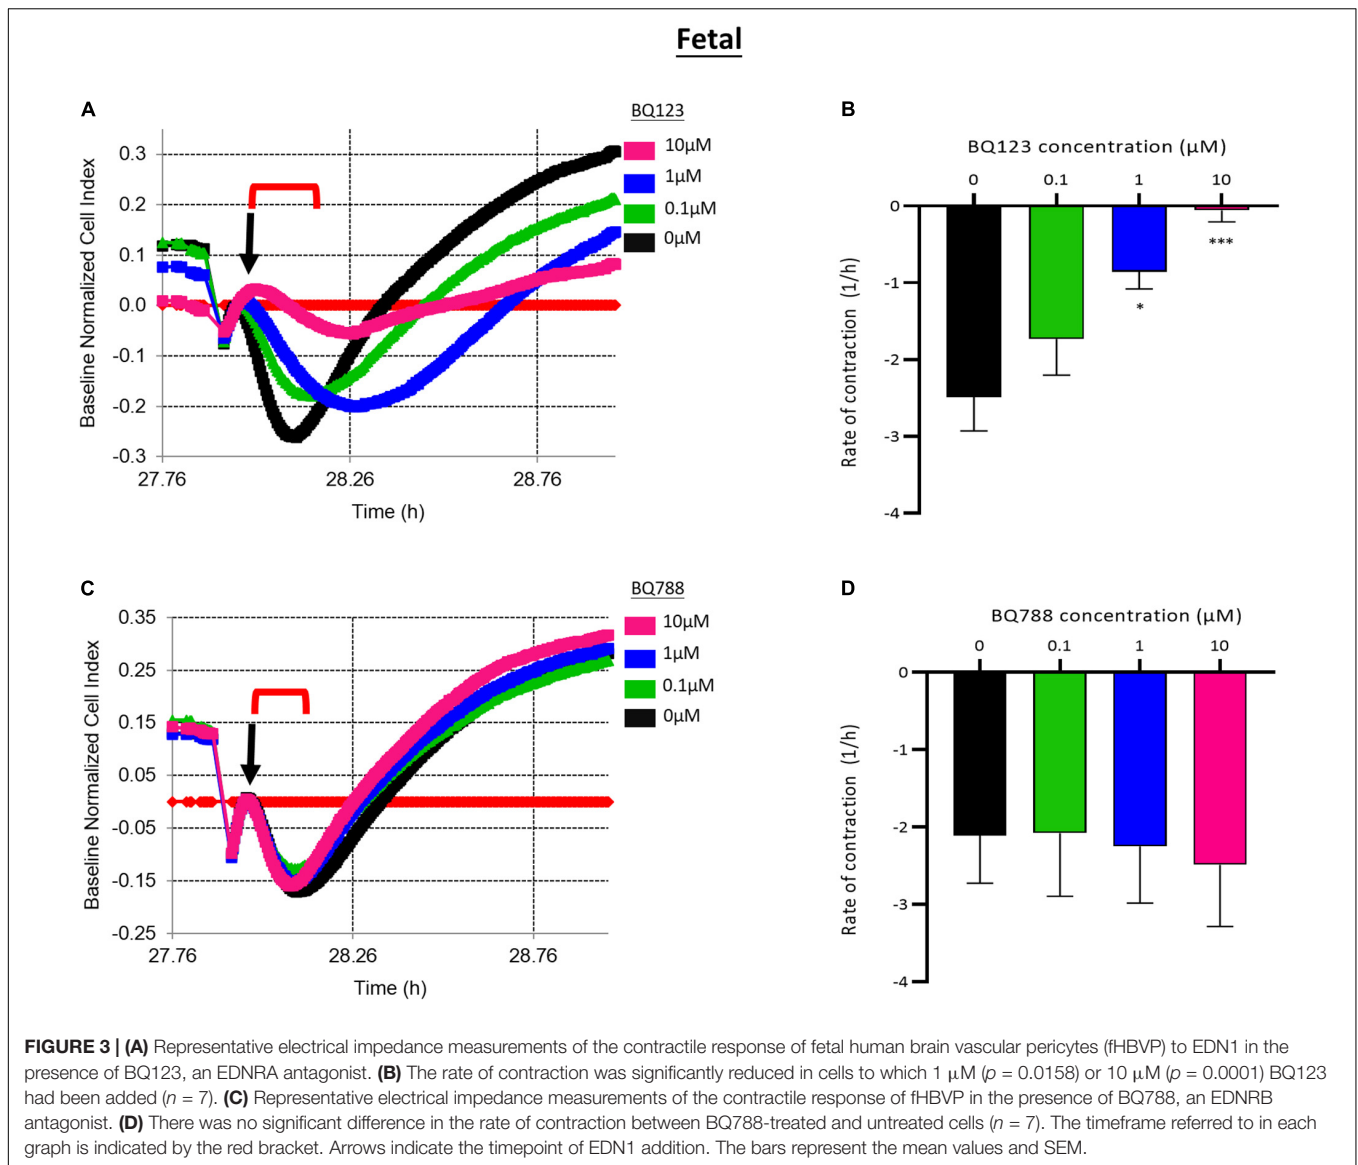 Fetal
A
BQ123
10µM
1µM
0.1µM
0µM
Baseline Normalized Cell Index
0.3
0.2
0.1
0.0
-0.1
-0.2
-0.3
27.76 28.26 28.76
Time (h)
B
BQ123 concentration (µM)
0 0.1 1 10
Rate of contraction (1/h)
0
-1
-2
-3
-4
*
***
C
BQ788
10µM
1µM
0.1µM
0µM
Baseline Normalized Cell Index
0.35
0.25
0.15
0.05
-0.05
-0.15
-0.25
27.76 28.26 28.76
Time (h)
D
BQ788 concentration (µM)
0 0.1 1 10
Rate of contraction (1/h)
0
-1
-2
-3
-4
FIGURE 3 | (A) Representative electrical impedance measurements of the contractile response of fetal human brain vascular pericytes (fHBVP) to EDN1 in the
presence of BQ123, an EDNRA antagonist. (B) The rate of contraction was significantly reduced in cells to which 1 µM (p = 0.0158) or 10 µM (p = 0.0001) BQ123
had been added (n = 7). (C) Representative electrical impedance measurements of the contractile response of fHBVP in the presence of BQ788, an EDNRB
antagonist. (D) There was no significant difference in the rate of contraction between BQ788-treated and untreated cells (n = 7). The timeframe referred to in each
graph is indicated by the red bracket. Arrows indicate the timepoint of EDN1 addition. The bars represent the mean values and SEM.